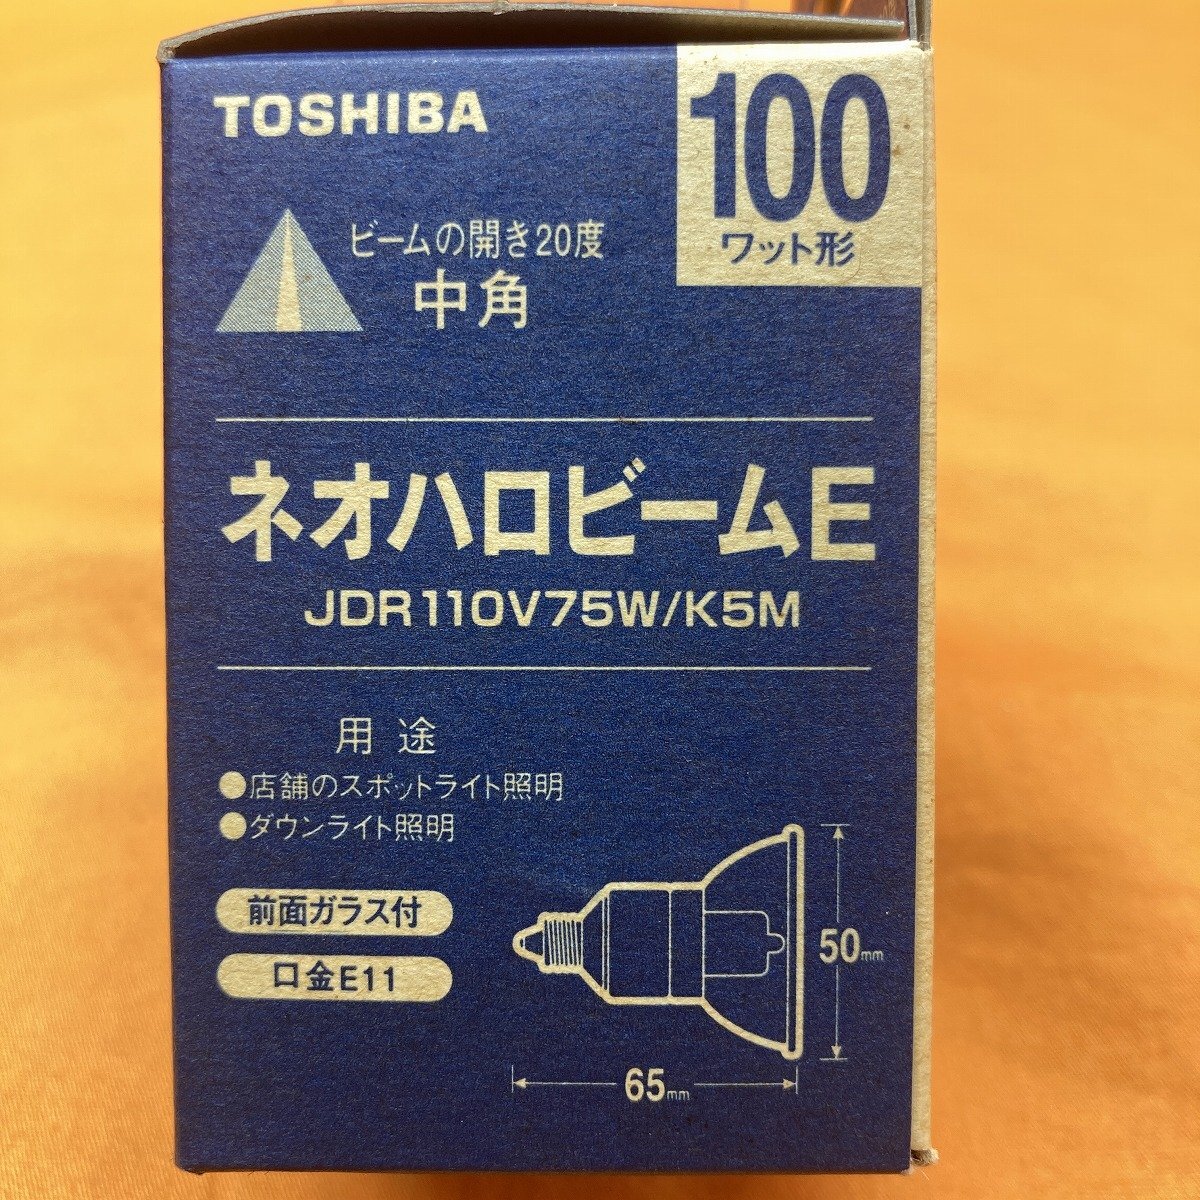 TOSHIBA
100
ワット形
ビームの開き20度
中角
ネオハロビームE
JDR110V75W/K5M
用途
●店舗のスポットライト照明
●ダウンライト照明
前面ガラス付
口金E11
50mm
65mm